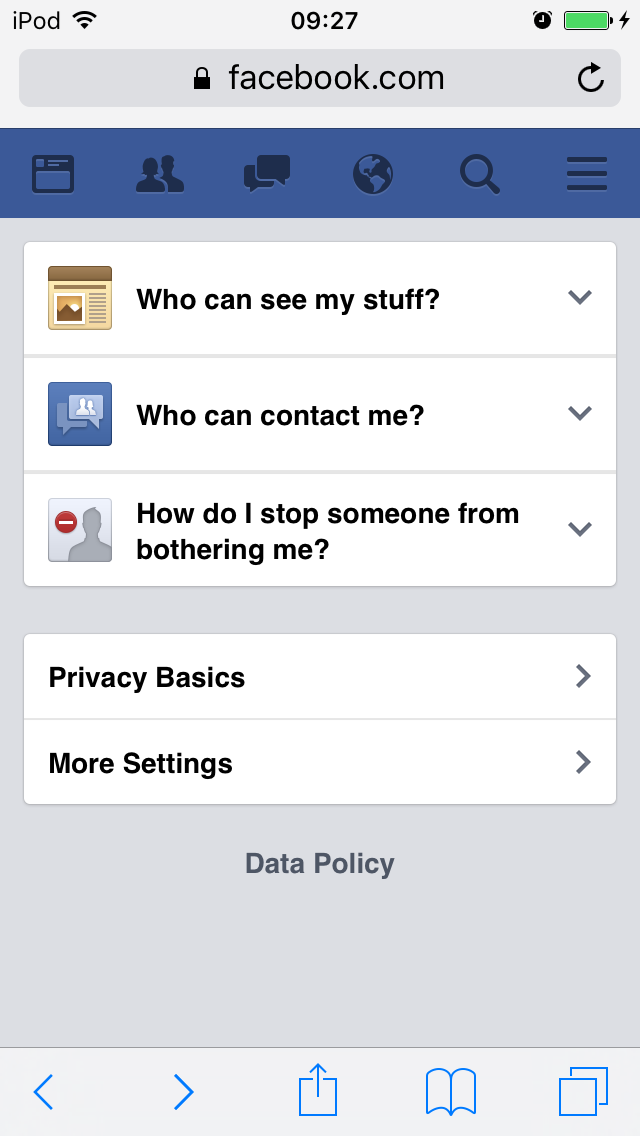 iPod 09:27
facebook.com
Who can see my stuff?
Who can contact me?
How do I stop someone from
bothering me?
Privacy Basics
More Settings
Data Policy